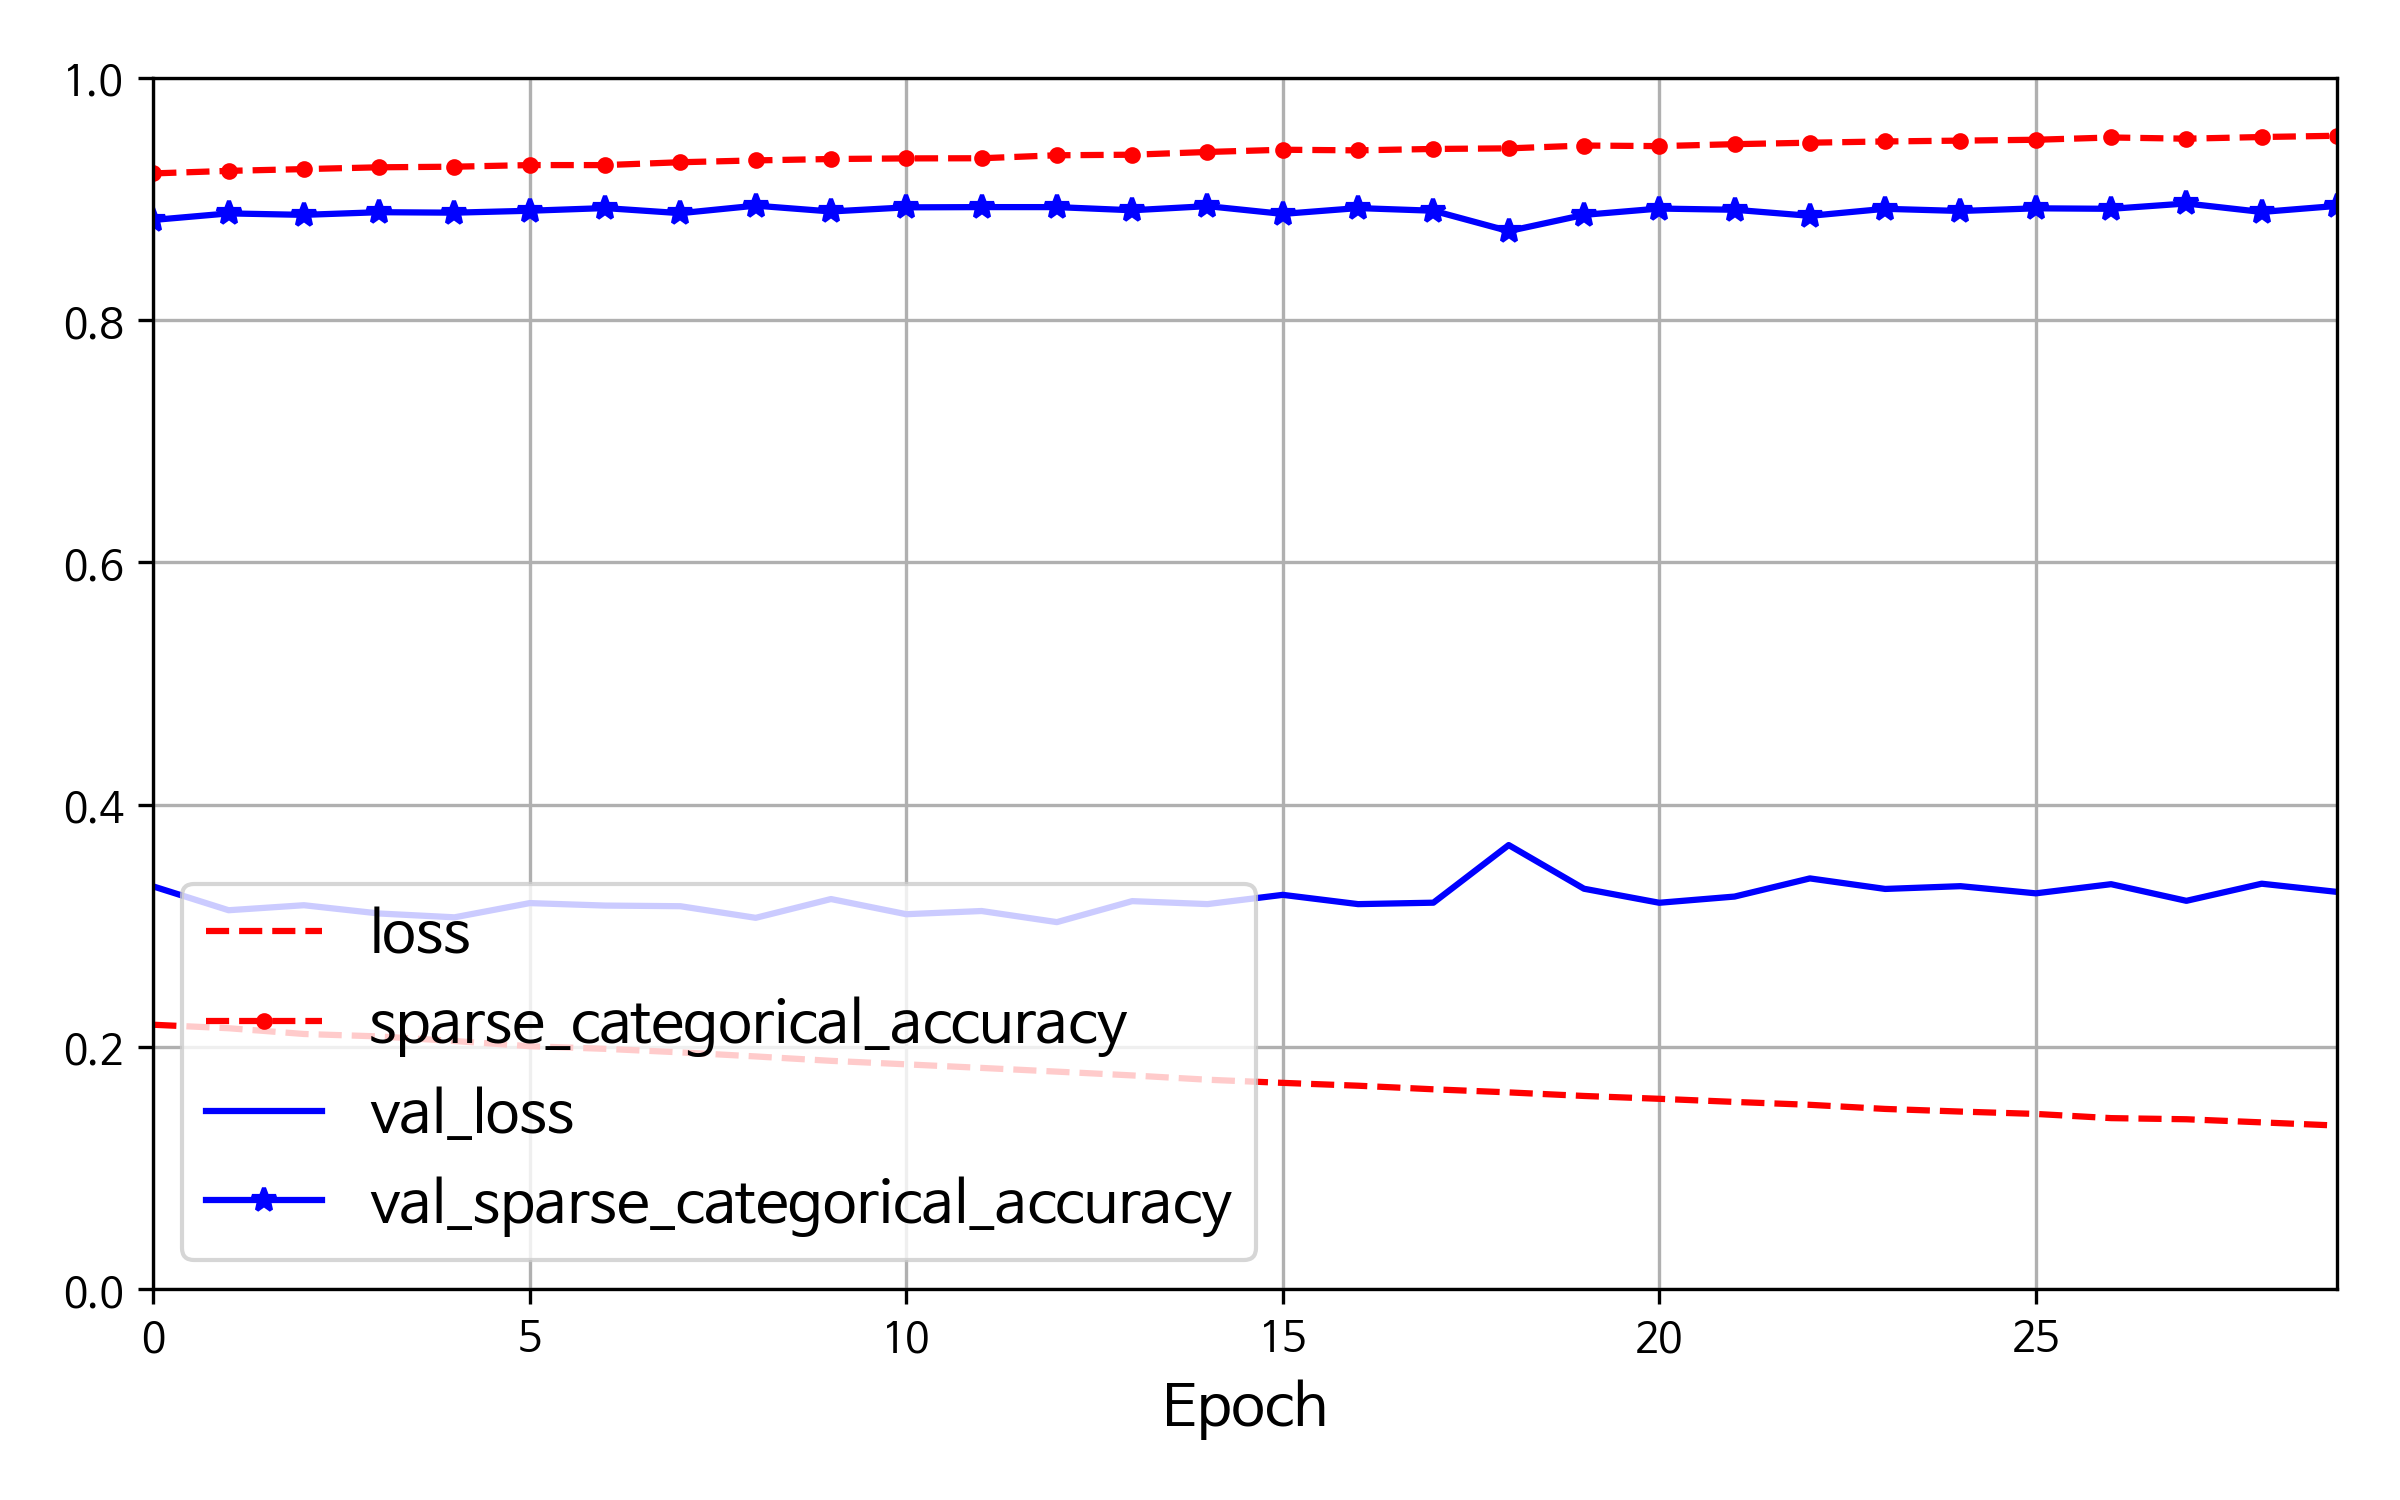 1.0
0.8
0.6
0.4
0.2
0.0
loss
sparse_categorical_accuracy
val_loss
val_sparse_categorical_accuracy
0 5 10 15 20 25
Epoch